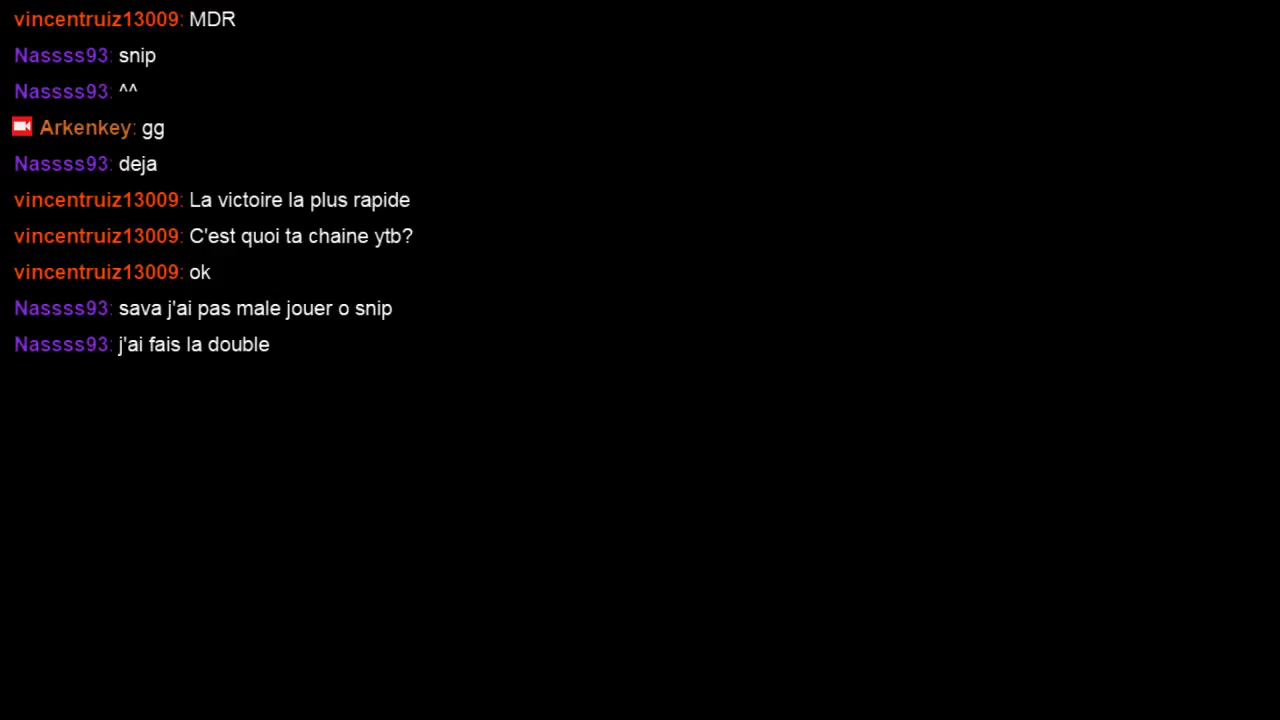 vincentruiz13009: MDR
Nassss93: snip
Nassss93: ^^
Arkenkey: gg
Nassss93: deja
vincentruiz13009: La victoire la plus rapide
vincentruiz13009: C'est quoi ta chaine ytb?
vincentruiz13009: ok
Nassss93: sava j'ai pas male jouer o snip
Nassss93: j'ai fais la double